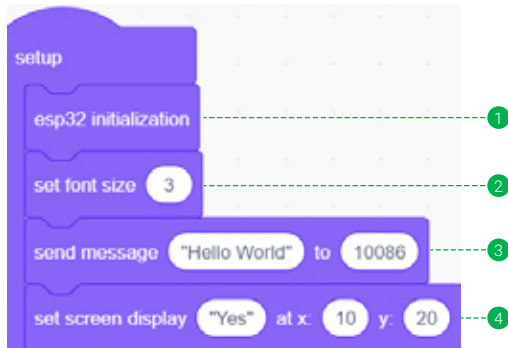 setup
esp32 initialization 1
set font size 3 2
send message "Hello World" to 10086 3
set screen display "Yes" at x: 10 y: 20 4